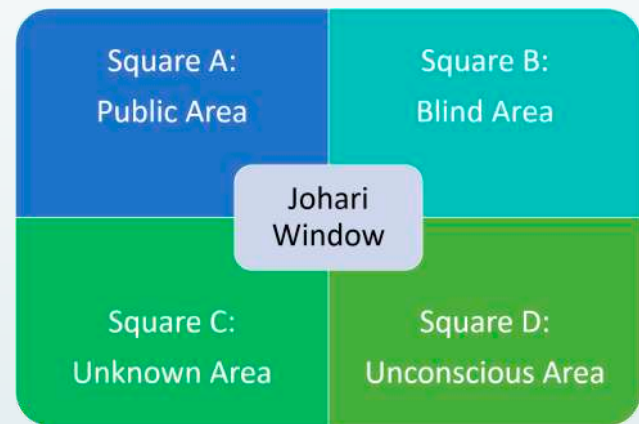 Square A:
Public Area
Square B:
Blind Area
Johari
Window
Square C:
Unknown Area
Square D:
Unconscious Area